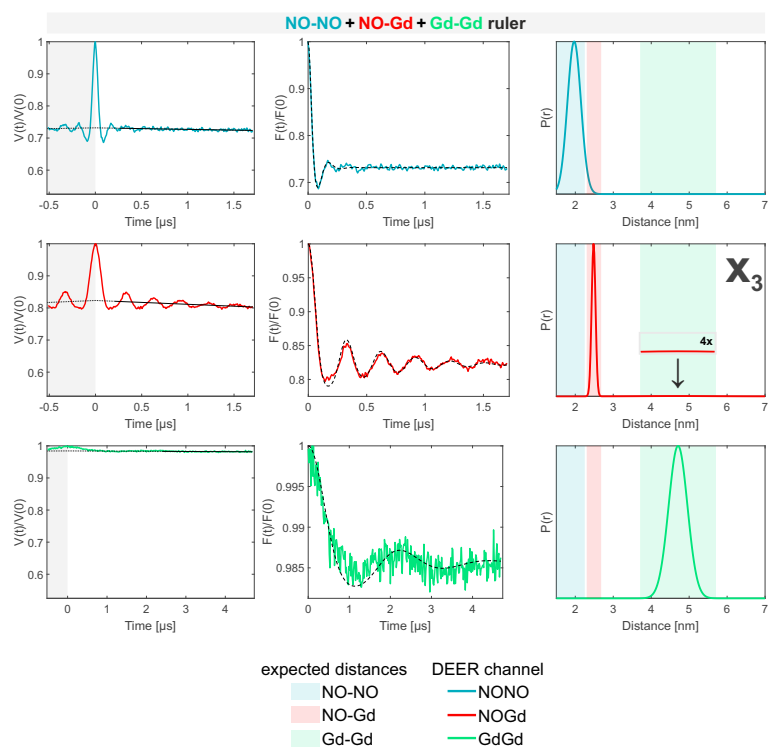 NO-NO + NO-Gd + Gd-Gd ruler
V(t)/V(0)
1
0.9
0.8
0.7
0.6
-0.5 0 0.5 1 1.5
Time [µs]
F(t)/F(0)
1
0.9
0.8
0.7
0 0.5 1 1.5
Time [µs]
P(r)
2 3 4 5 6 7
Distance [nm]
V(t)/V(0)
1
0.9
0.8
0.7
0.6
-0.5 0 0.5 1 1.5
Time [µs]
F(t)/F(0)
1
0.95
0.9
0.85
0.8
0 0.5 1 1.5
Time [µs]
P(r)
X3
4x
2 3 4 5 6 7
Distance [nm]
V(t)/V(0)
1
0.9
0.8
0.7
0.6
0 1 2 3 4
Time [µs]
F(t)/F(0)
1
0.995
0.99
0.985
0 1 2 3 4
Time [µs]
P(r)
2 3 4 5 6 7
Distance [nm]
expected distances DEER channel
NO-NO NONO
NO-Gd NOGd
Gd-Gd GdGd